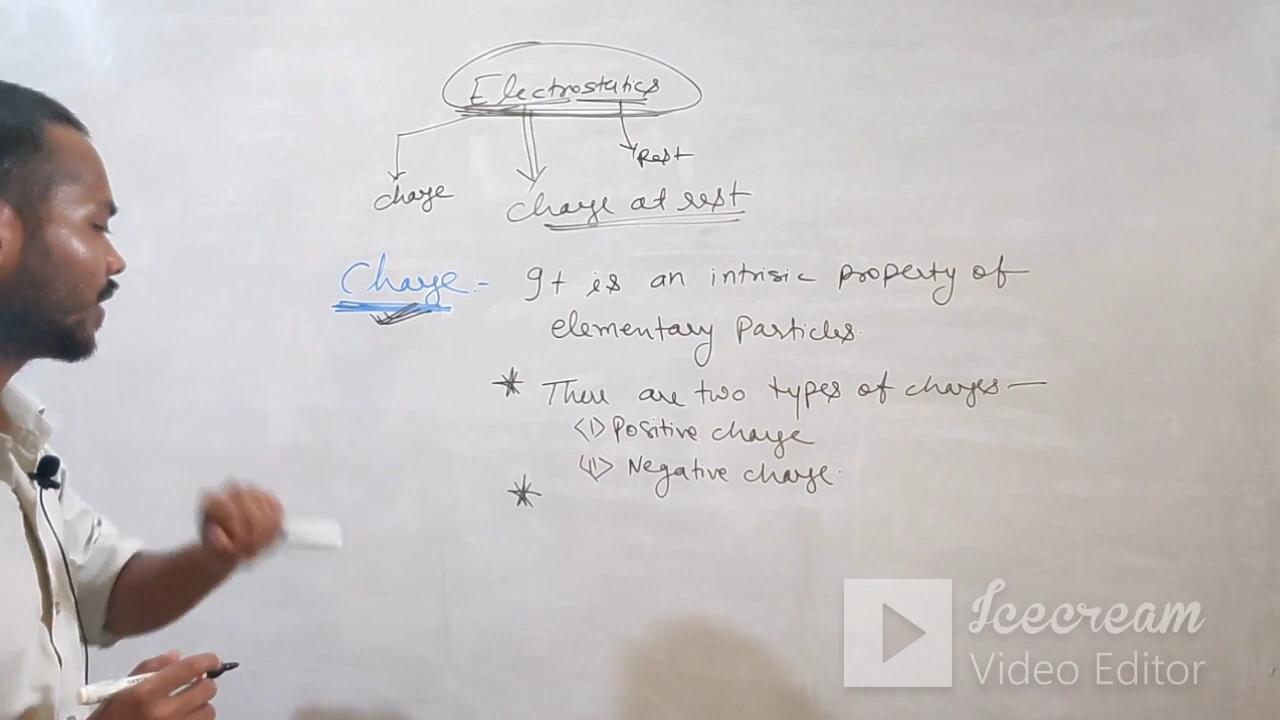 Electrostatics
Rest
charge
charge at rest
Charge:- It is an intrisic property of
elementary Particles.
* There are two types of charges—
<I> Positive charge
<II> Negative charge.
*
Icecream
Video Editor